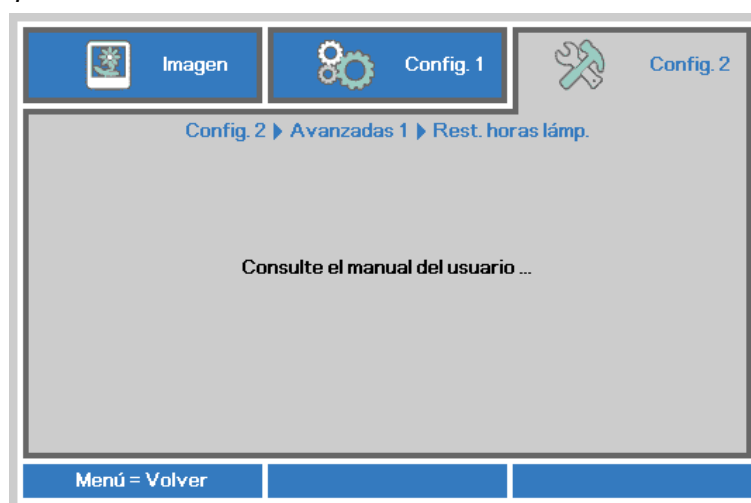 Imagen
Config. 1
Config. 2
Config. 2 ▶ Avanzadas 1 ▶ Rest. horas lámp.
Consulte el manual del usuario ...
Menú = Volver